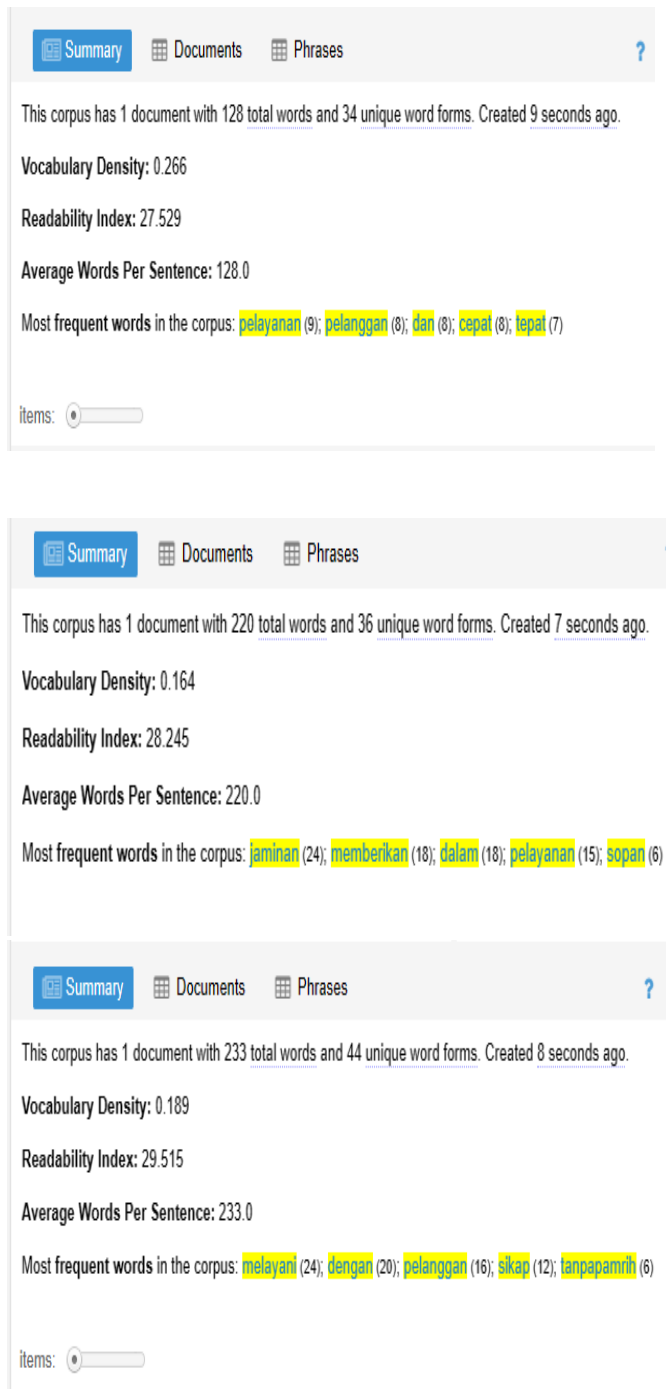 Summary Documents Phrases ?
This corpus has 1 document with 128 total words and 34 unique word forms. Created 9 seconds ago.
Vocabulary Density: 0.266
Readability Index: 27.529
Average Words Per Sentence: 128.0
Most frequent words in the corpus: pelayanan (9); pelanggan (8); dan (8); cepat (8); tepat (7)
items:
Summary Documents Phrases
This corpus has 1 document with 220 total words and 36 unique word forms. Created 7 seconds ago.
Vocabulary Density: 0.164
Readability Index: 28.245
Average Words Per Sentence: 220.0
Most frequent words in the corpus: jaminan (24); memberikan (18); dalam (18); pelayanan (15); sopan (6)
Summary Documents Phrases ?
This corpus has 1 document with 233 total words and 44 unique word forms. Created 8 seconds ago.
Vocabulary Density: 0.189
Readability Index: 29.515
Average Words Per Sentence: 233.0
Most frequent words in the corpus: melayani (24); dengan (20); pelanggan (16); sikap (12); tanpapamrih (6)
items: